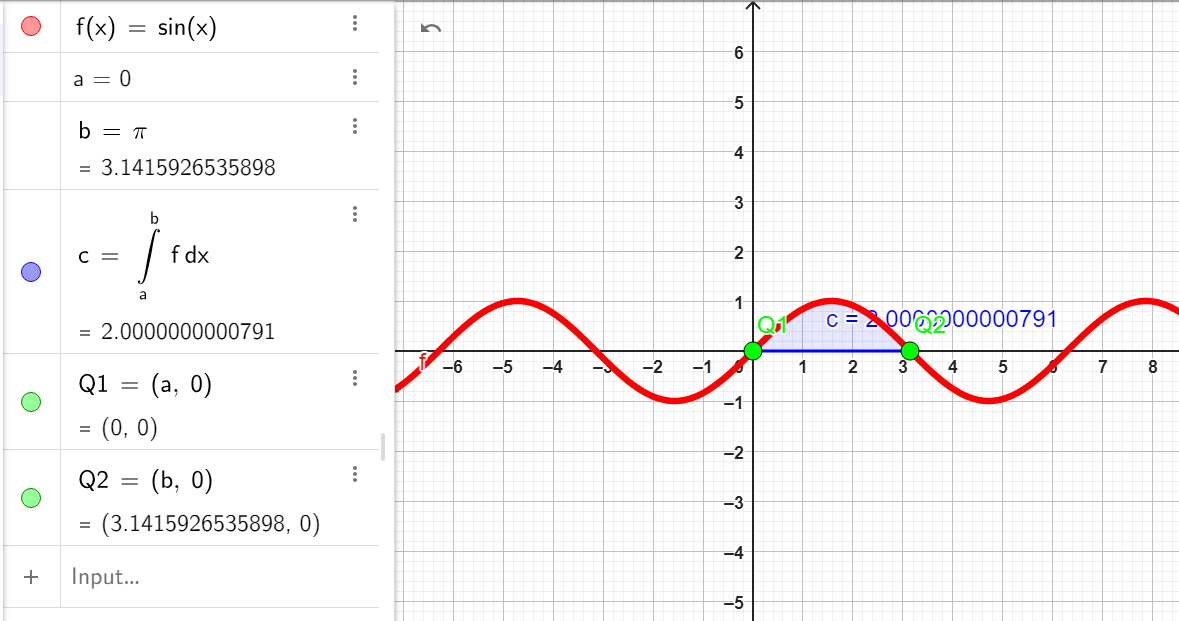 f(x) = sin(x)
a = 0
b = π
= 3.1415926535898
b
c = ∫ f dx
a
= 2.0000000000791
Q1 = (a, 0)
= (0, 0)
Q2 = (b, 0)
= (3.1415926535898, 0)
+ Input...
6
5
4
3
2
1
Q1 c = 2.0000000000791 Q2
f
−6 −5 −4 −3 −2 −1 0 1 2 3 4 5 6 7 8
−1
−2
−3
−4
−5